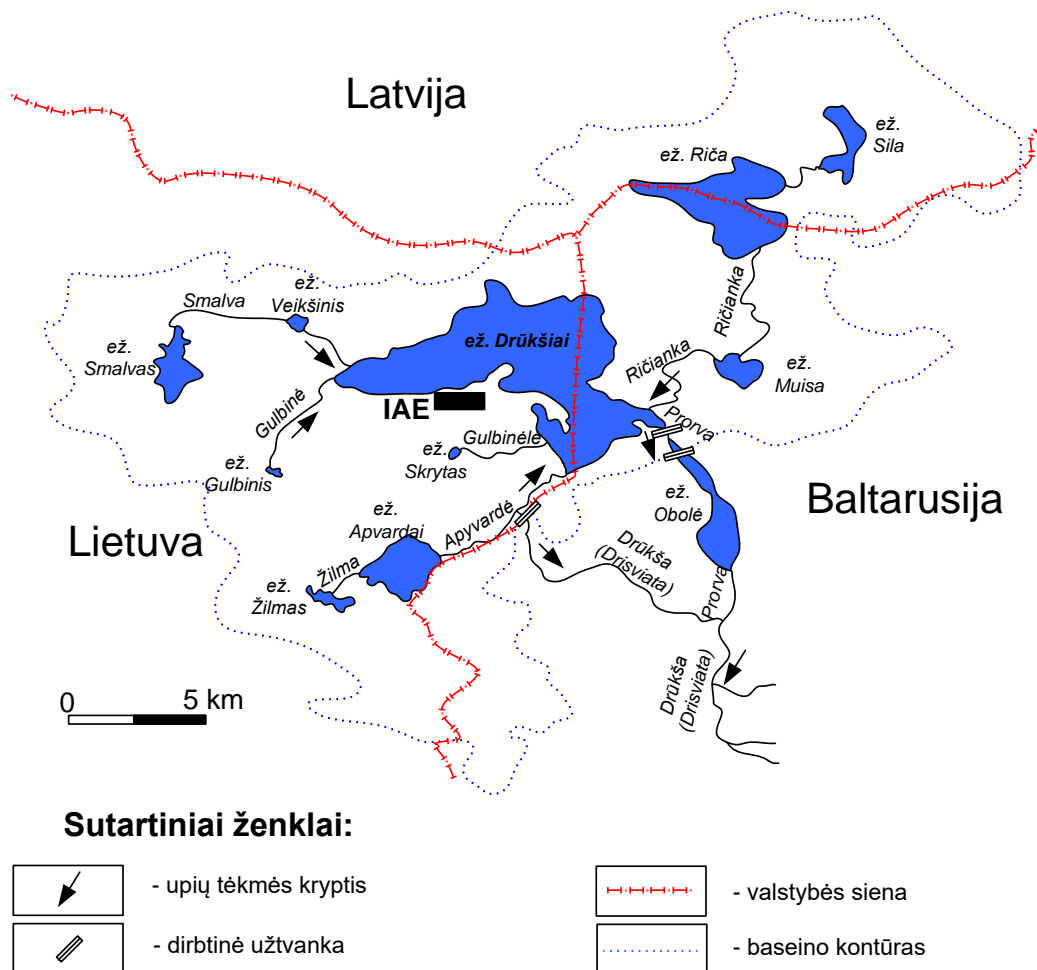 Latvija
ež.
Sila
ež. Riča
Ričianka
ež.
Veikšinis
Smalva
ež.
Smalvas
ež. Drūkšiai
Ričianka
ež.
Muisa
Gulbinė
IAE
Prorva
Gulbinėlė
ež.
Skrytas
ež.
Gulbinis
ež.
Obolė
Baltarusija
ež.
Apvardai
Apyvardė
Lietuva
Drūkša
(Drisviata)
Žilma
ež.
Žilmas
Prorva
Drūkša
(Drisviata)
0 5 km
Sutartiniai ženklai:
- upių tėkmės kryptis
- valstybės siena
- dirbtinė užtvanka
- baseino kontūras